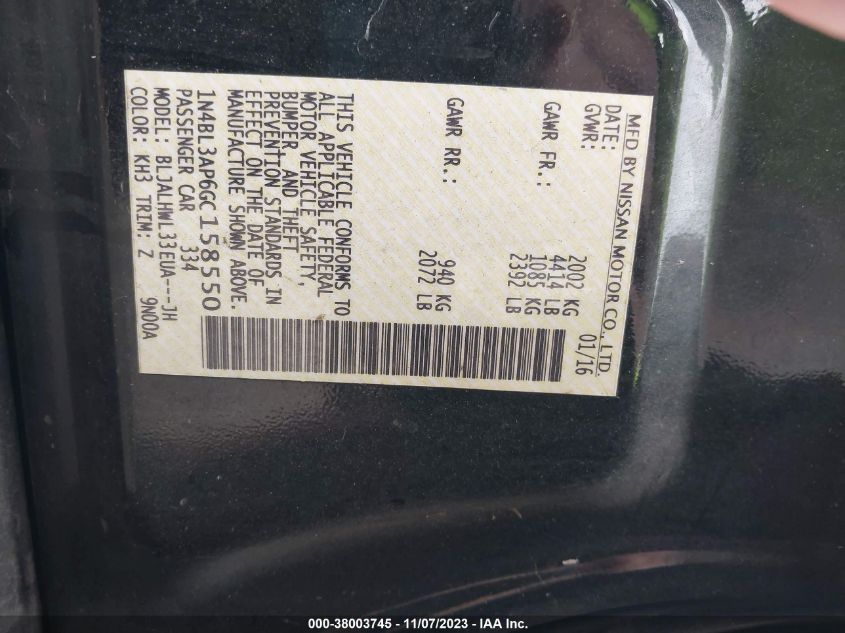 MFD BY NISSAN MOTOR CO., LTD.
DATE: 01/16
GVWR: 2002 KG
4414 LB
GAWR FR.: 1085 KG
2392 LB
GAWR RR.: 940 KG
2072 LB
THIS VEHICLE CONFORMS TO
ALL APPLICABLE FEDERAL
MOTOR VEHICLE SAFETY,
BUMPER, AND THEFT
PREVENTION STANDARDS IN
EFFECT ON THE DATE OF
MANUFACTURE SHOWN ABOVE.
1N4BL3AP6GC158550
PASSENGER CAR 334
MODEL: BLJALHWL33EUA---JH
COLOR: KH3 TRIM: Z 9N00A
000-38003745 - 11/07/2023 - IAA Inc.